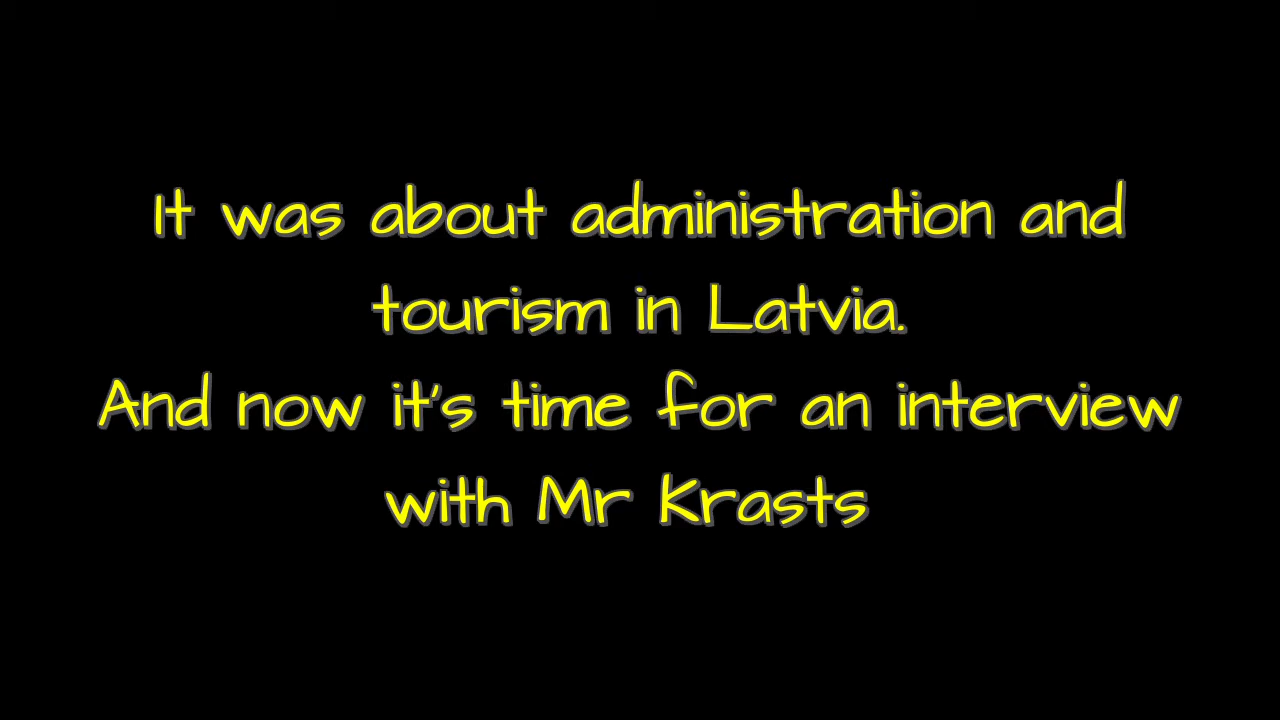 It was about administration and
tourism in Latvia.
And now it's time for an interview
with Mr Krasts